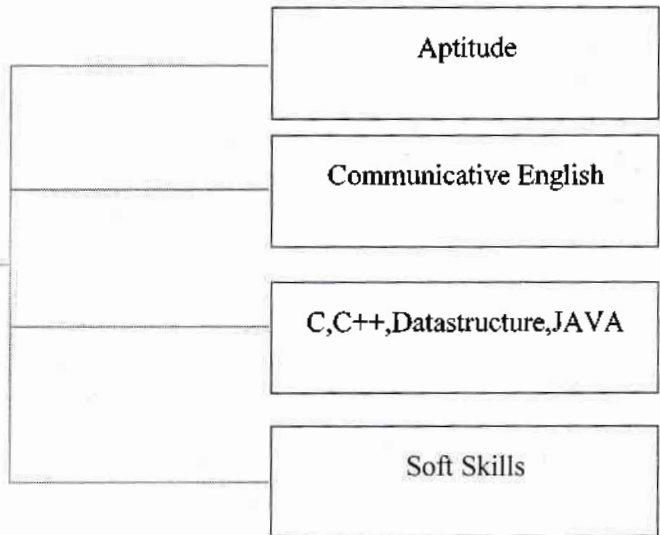 Aptitude
Communicative English
C,C++,Datastructure,JAVA
Soft Skills